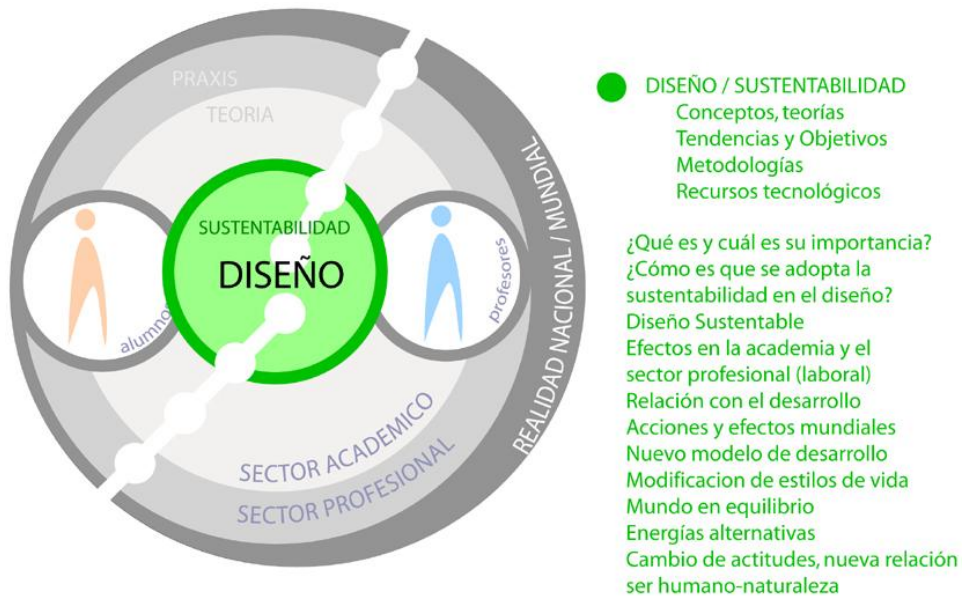 PRAXIS
TEORIA
SUSTENTABILIDAD
DISEÑO
alumnos
profesores
SECTOR ACADEMICO
SECTOR PROFESIONAL
REALIDAD NACIONAL / MUNDIAL
DISEÑO / SUSTENTABILIDAD
Conceptos, teorías
Tendencias y Objetivos
Metodologías
Recursos tecnológicos
¿Qué es y cuál es su importancia?
¿Cómo es que se adopta la
sustentabilidad en el diseño?
Diseño Sustentable
Efectos en la academia y el
sector profesional (laboral)
Relación con el desarrollo
Acciones y efectos mundiales
Nuevo modelo de desarrollo
Modificacion de estilos de vida
Mundo en equilibrio
Energías alternativas
Cambio de actitudes, nueva relación
ser humano-naturaleza